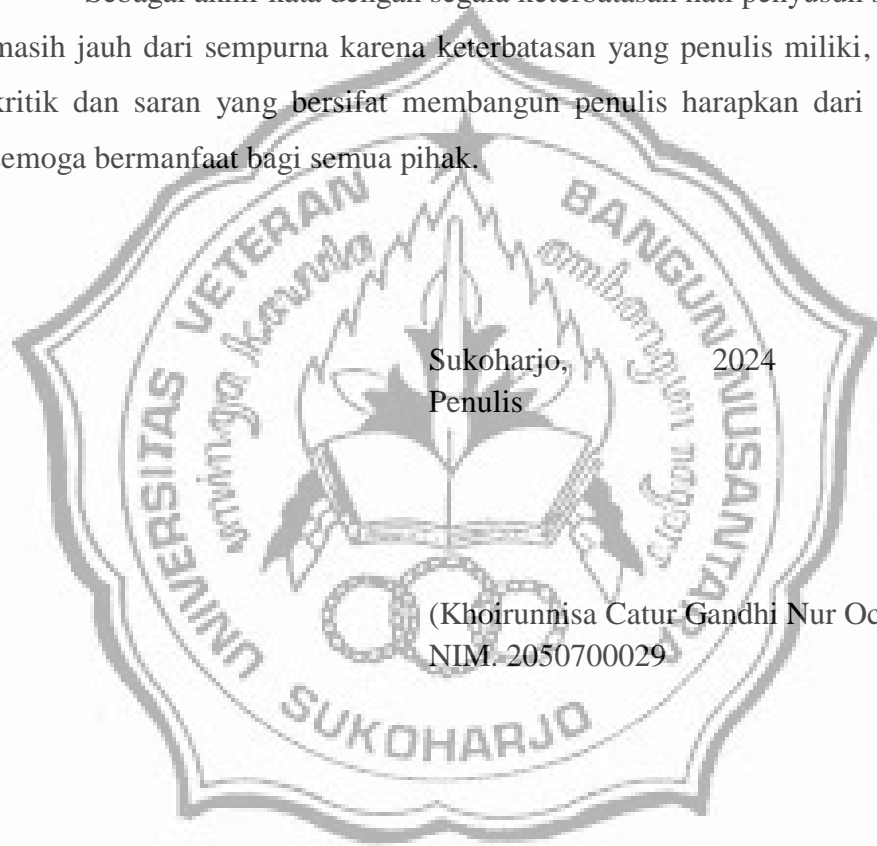 masih jauh dari sempurna karena keterbatasan yang penulis miliki,
kritik dan saran yang bersifat membangun penulis harapkan dari
semoga bermanfaat bagi semua pihak.
UNIVERSITAS VETERAN BANGUN NUSANTARA
SUKOHARJO
Sukoharjo, 2024
Penulis
(Khoirunnisa Catur Gandhi Nur
NIM. 2050700029